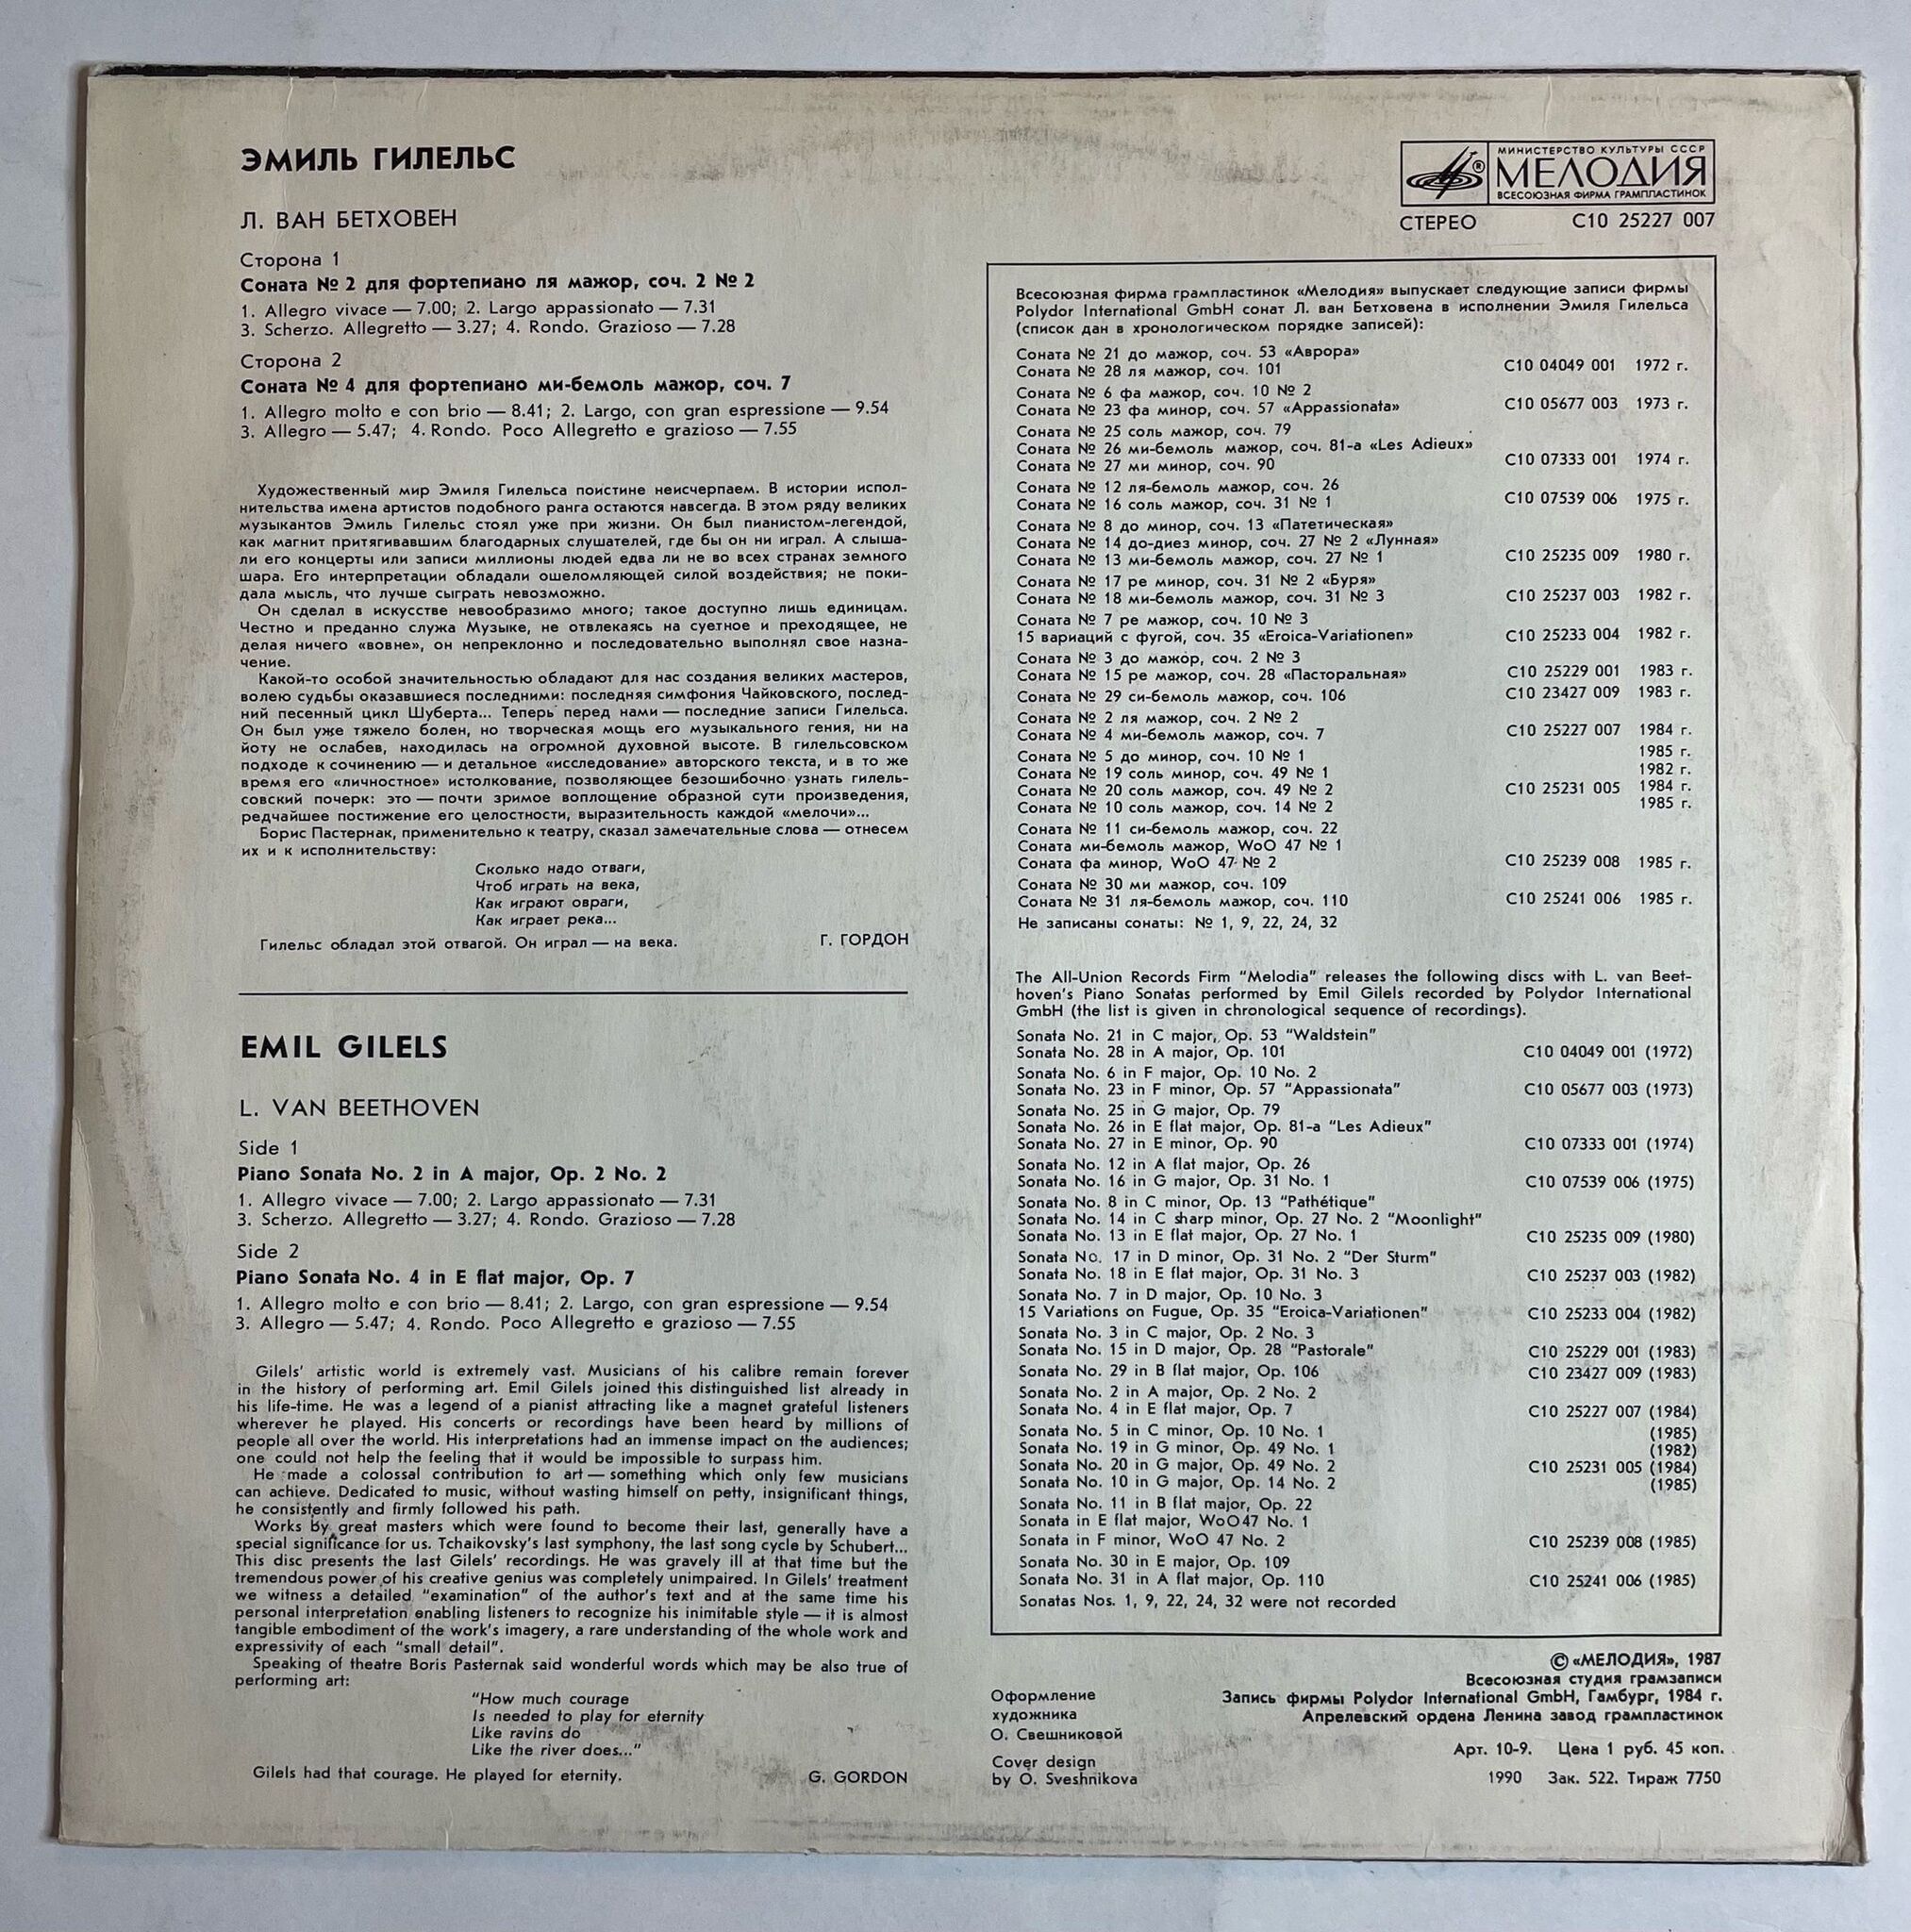 ЭМИЛЬ ГИЛЕЛЬС
Л. ВАН БЕТХОВЕН
Сторона 1
Соната № 2 для фортепиано ля мажор, соч. 2 № 2
1. Allegro vivace — 7.00; 2. Largo appassionato — 7.31
3. Scherzo. Allegretto — 3.27; 4. Rondo. Grazioso — 7.28
Сторона 2
Соната № 4 для фортепиано ми-бемоль мажор, соч. 7
1. Allegro molto e con brio — 8.41; 2. Largo, con gran espressione — 9.54
3. Allegro — 5.47; 4. Rondo. Poco Allegretto e grazioso — 7.55
Художественный мир Эмиля Гилельса поистине неисчерпаем. В истории испол-
нительства имена артистов подобного ранга остаются навсегда. В этом ряду великих
музыкантов Эмиль Гилельс стоял уже при жизни. Он был пианистом-легендой,
как магнит притягивавшим благодарных слушателей, где бы он ни играл. А слыша-
ли его концерты или записи миллионы людей едва ли не во всех странах земного
шара. Его интерпретации обладали ошеломляющей силой воздействия; не поки-
дала мысль, что лучше сыграть невозможно.
Он сделал в искусстве невообразимо много; такое доступно лишь единицам.
Честно и преданно служа Музыке, не отвлекаясь на суетное и преходящее, не
делая ничего «вовне», он непреклонно и последовательно выполнял свое назна-
чение.
Какой-то особой значительностью обладают для нас создания великих мастеров,
волею судьбы оказавшиеся последними: последняя симфония Чайковского, послед-
ний песенный цикл Шуберта... Теперь перед нами — последние записи Гилельса.
Он был уже тяжело болен, но творческая мощь его музыкального гения, ни на
йоту не ослабев, находилась на огромной духовной высоте. В гилельсовском
подходе к сочинению — и детальное «исследование» авторского текста, и в то же
время его «личностное» истолкование, позволяющее безошибочно узнать гилель-
совский почерк: это — почти зримое воплощение образной сути произведения,
редчайшее постижение его целостности, выразительность каждой «мелочи»...
Борис Пастернак, применительно к театру, сказал замечательные слова — отнесем
их и к исполнительству:
Сколько надо отваги,
Чтоб играть на века,
Как играют овраги,
Как играет река...
Гилельс обладал этой отвагой. Он играл — на века.
Г. ГОРДОН
EMIL GILELS
L. VAN BEETHOVEN
Side 1
Piano Sonata No. 2 in A major, Op. 2 No. 2
1. Allegro vivace — 7.00; 2. Largo appassionato — 7.31
3. Scherzo. Allegretto — 3.27; 4. Rondo. Grazioso — 7.28
Side 2
Piano Sonata No. 4 in E flat major, Op. 7
1. Allegro molto e con brio — 8.41; 2. Largo, con gran espressione — 9.54
3. Allegro — 5.47; 4. Rondo. Poco Allegretto e grazioso — 7.55
Gilels' artistic world is extremely vast. Musicians of his calibre remain forever
in the history of performing art. Emil Gilels joined this distinguished list already in
his life-time. He was a legend of a pianist attracting like a magnet grateful listeners
wherever he played. His concerts or recordings have been heard by millions of
people all over the world. His interpretations had an immense impact on the audiences;
one could not help the feeling that it would be impossible to surpass him.
He made a colossal contribution to art — something which only few musicians
can achieve. Dedicated to music, without wasting himself on petty, insignificant things,
he consistently and firmly followed his path.
Works by great masters which were found to become their last, generally have a
special significance for us. Tchaikovsky's last symphony, the last song cycle by Schubert...
This disc presents the last Gilels' recordings. He was gravely ill at that time but the
tremendous power of his creative genius was completely unimpaired. In Gilels' treatment
we witness a detailed “examination” of the author's text and at the same time his
personal interpretation enabling listeners to recognize his inimitable style — it is almost
tangible embodiment of the work's imagery, a rare understanding of the whole work and
expressivity of each “small detail”.
Speaking of theatre Boris Pasternak said wonderful words which may be also true of
performing art:
“How much courage
Is needed to play for eternity
Like ravins do
Like the river does...”
Gilels had that courage. He played for eternity.
G. GORDON
МИНИСТЕРСТВО КУЛЬТУРЫ СССР
МЕЛОДИЯ
ВСЕСОЮЗНАЯ ФИРМА ГРАМПЛАСТИНОК
СТЕРЕО С10 25227 007
Всесоюзная фирма грампластинок «Мелодия» выпускает следующие записи фирмы
Polydor International GmbH сонат Л. ван Бетховена в исполнении Эмиля Гилельса
(список дан в хронологическом порядке записей):
Соната № 21 до мажор, соч. 53 «Аврора»
Соната № 28 ля мажор, соч. 101 С10 04049 001 1972 г.
Соната № 6 фа мажор, соч. 10 № 2
Соната № 23 фа минор, соч. 57 «Appassionata» С10 05677 003 1973 г.
Соната № 25 соль мажор, соч. 79
Соната № 26 ми-бемоль мажор, соч. 81-а «Les Adieux»
Соната № 27 ми минор, соч. 90 С10 07333 001 1974 г.
Соната № 12 ля-бемоль мажор, соч. 26
Соната № 16 соль мажор, соч. 31 № 1 С10 07539 006 1975 г.
Соната № 8 до минор, соч. 13 «Патетическая»
Соната № 14 до-диез минор, соч. 27 № 2 «Лунная»
Соната № 13 ми-бемоль мажор, соч. 27 № 1 С10 25235 009 1980 г.
Соната № 17 ре минор, соч. 31 № 2 «Буря»
Соната № 18 ми-бемоль мажор, соч. 31 № 3 С10 25237 003 1982 г.
Соната № 7 ре мажор, соч. 10 № 3
15 вариаций с фугой, соч. 35 «Eroica-Variationen» С10 25233 004 1982 г.
Соната № 3 до мажор, соч. 2 № 3
Соната № 15 ре мажор, соч. 28 «Пасторальная» С10 25229 001 1983 г.
Соната № 29 си-бемоль мажор, соч. 106 С10 23427 009 1983 г.
Соната № 2 ля мажор, соч. 2 № 2
Соната № 4 ми-бемоль мажор, соч. 7 С10 25227 007 1984 г.
Соната № 5 до минор, соч. 10 № 1 1985 г.
Соната № 19 соль минор, соч. 49 № 1 1982 г.
Соната № 20 соль мажор, соч. 49 № 2 С10 25231 005 1984 г.
Соната № 10 соль мажор, соч. 14 № 2 1985 г.
Соната № 11 си-бемоль мажор, соч. 22
Соната ми-бемоль мажор, WoO 47 № 1
Соната фа минор, WoO 47 № 2 С10 25239 008 1985 г.
Соната № 30 ми мажор, соч. 109
Соната № 31 ля-бемоль мажор, соч. 110 С10 25241 006 1985 г.
Не записаны сонаты: № 1, 9, 22, 24, 32
The All-Union Records Firm “Melodia” releases the following discs with L. van Beet-
hoven's Piano Sonatas performed by Emil Gilels recorded by Polydor International
GmbH (the list is given in chronological sequence of recordings).
Sonata No. 21 in C major, Op. 53 “Waldstein”
Sonata No. 28 in A major, Op. 101 C10 04049 001 (1972)
Sonata No. 6 in F major, Op. 10 No. 2
Sonata No. 23 in F minor, Op. 57 “Appassionata” C10 05677 003 (1973)
Sonata No. 25 in G major, Op. 79
Sonata No. 26 in E flat major, Op. 81-a “Les Adieux”
Sonata No. 27 in E minor, Op. 90 C10 07333 001 (1974)
Sonata No. 12 in A flat major, Op. 26
Sonata No. 16 in G major, Op. 31 No. 1 C10 07539 006 (1975)
Sonata No. 8 in C minor, Op. 13 “Pathétique”
Sonata No. 14 in C sharp minor, Op. 27 No. 2 “Moonlight”
Sonata No. 13 in E flat major, Op. 27 No. 1 C10 25235 009 (1980)
Sonata No. 17 in D minor, Op. 31 No. 2 “Der Sturm”
Sonata No. 18 in E flat major, Op. 31 No. 3 C10 25237 003 (1982)
Sonata No. 7 in D major, Op. 10 No. 3
15 Variations on Fugue, Op. 35 “Eroica-Variationen” C10 25233 004 (1982)
Sonata No. 3 in C major, Op. 2 No. 3
Sonata No. 15 in D major, Op. 28 “Pastorale” C10 25229 001 (1983)
Sonata No. 29 in B flat major, Op. 106 C10 23427 009 (1983)
Sonata No. 2 in A major, Op. 2 No. 2
Sonata No. 4 in E flat major, Op. 7 C10 25227 007 (1984)
Sonata No. 5 in C minor, Op. 10 No. 1 (1985)
Sonata No. 19 in G minor, Op. 49 No. 1 (1982)
Sonata No. 20 in G major, Op. 49 No. 2 C10 25231 005 (1984)
Sonata No. 10 in G major, Op. 14 No. 2 (1985)
Sonata No. 11 in B flat major, Op. 22
Sonata in E flat major, WoO47 No. 1
Sonata in F minor, WoO 47 No. 2 C10 25239 008 (1985)
Sonata No. 30 in E major, Op. 109
Sonata No. 31 in A flat major, Op. 110 C10 25241 006 (1985)
Sonatas Nos. 1, 9, 22, 24, 32 were not recorded
© «МЕЛОДИЯ», 1987
Всесоюзная студия грамзаписи
Запись фирмы Polydor International GmbH, Гамбург, 1984 г.
Апрелевский ордена Ленина завод грампластинок
Арт. 10-9. Цена 1 руб. 45 коп.
1990 Зак. 522. Тираж 7750
Оформление
художника
О. Свешниковой
Cover design
by O. Sveshnikova